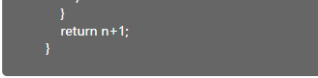 }
return n+1;
}